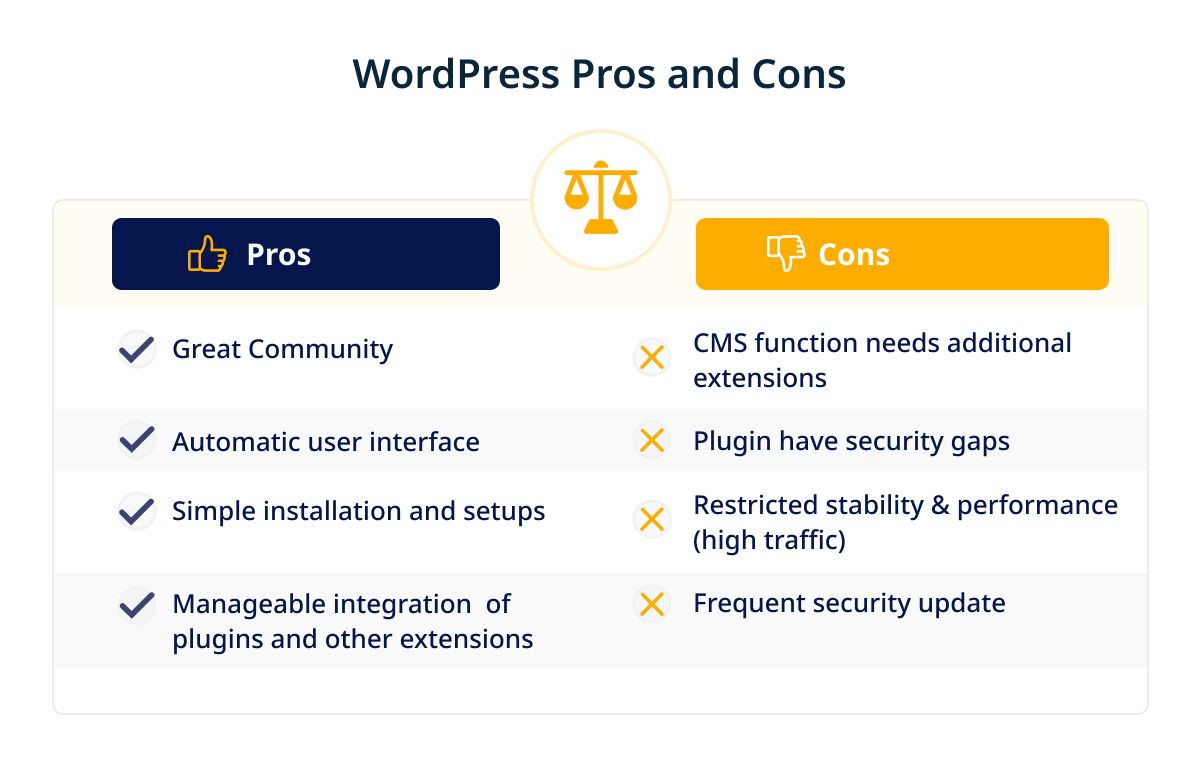 WordPress Pros and Cons
Pros
Cons
Great Community
CMS function needs additional
extensions
Automatic user interface
Plugin have security gaps
Simple installation and setups
Restricted stability & performance
(high traffic)
Manageable integration  of
plugins and other extensions
Frequent security update